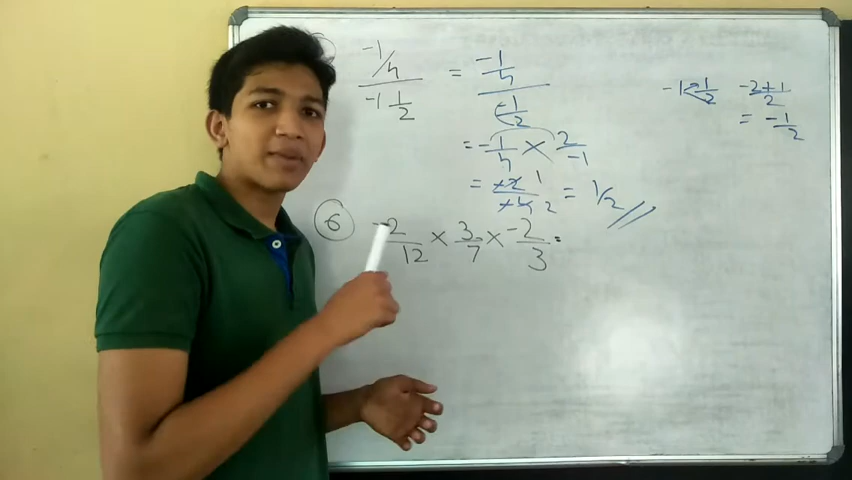 -1/4 / -1 1/2 = -1/4 / -1/2
= -1/4 × 2/-1
= -2 1 / -4 2 = 1/2 //
-1 1/2 -2+1/2
= -1/2
6 -2/12 × 3/7 × -2/3 =